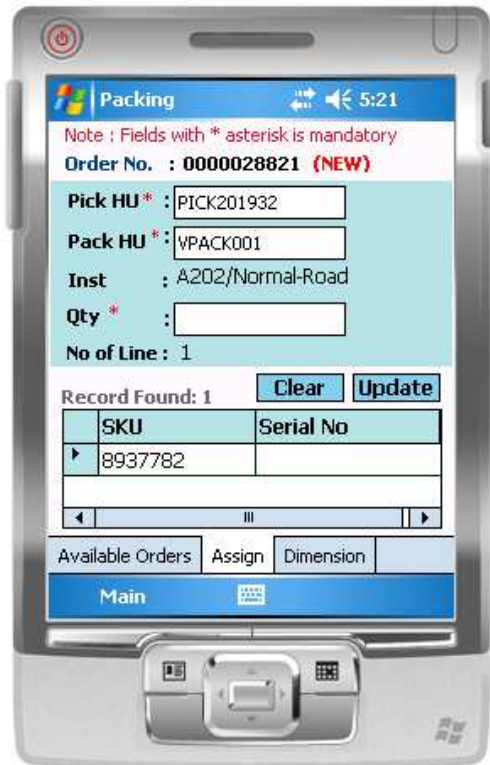 Packing 5:21
Note : Fields with * asterisk is mandatory
Order No. : 0000028821 (NEW)
Pick HU * : PICK201932
Pack HU * : VPACK001
Inst : A202/Normal-Road
Qty * :
No of Line : 1
Record Found: 1 Clear Update
SKU Serial No
8937782
Available Orders Assign Dimension
Main